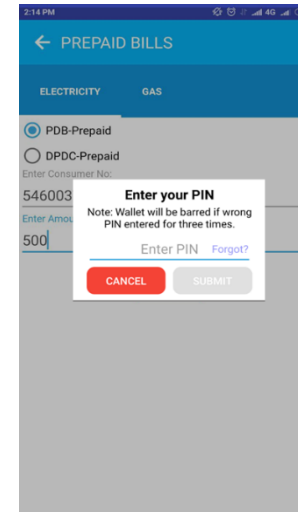 2:14 PM 4G
PREPAID BILLS
ELECTRICITY GAS
PDB-Prepaid
DPDC-Prepaid
Enter Consumer No:
546003
Enter your PIN
Note: Wallet will be barred if wrong
PIN entered for three times.
Enter Amou
500
Enter PIN Forgot?
CANCEL SUBMIT